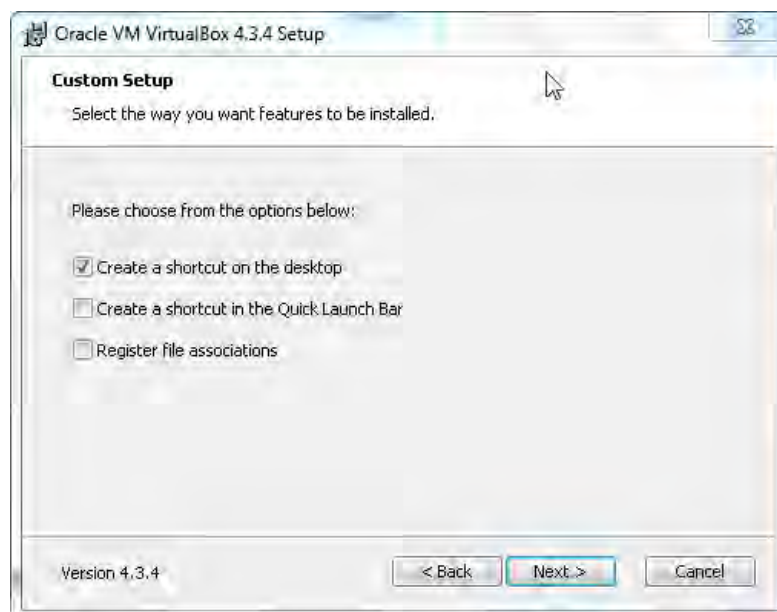 Oracle VM VirtualBox 4.3.4 Setup
Custom Setup
Select the way you want features to be installed.
Please choose from the options below:
Create a shortcut on the desktop
Create a shortcut in the Quick Launch Bar
Register file associations
Version 4.3.4
< Back
Next >
Cancel